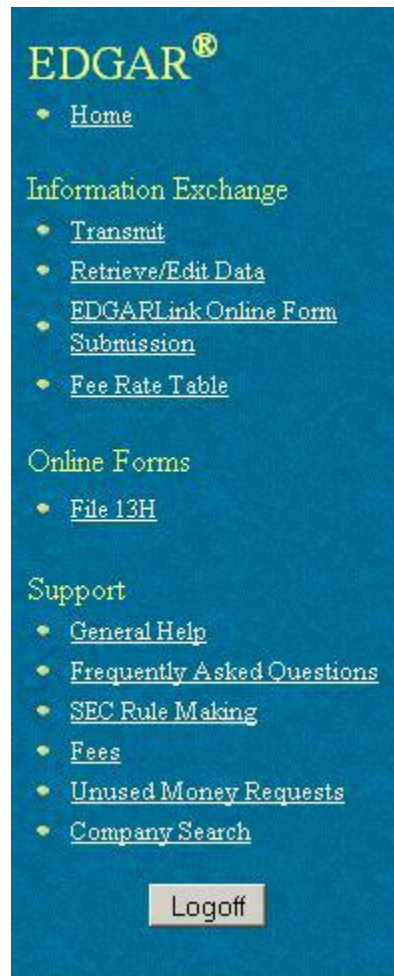 EDGAR®
Home
Information Exchange
Transmit
Retrieve/Edit Data
EDGARLink Online Form
Submission
Fee Rate Table
Online Forms
File 13H
Support
General Help
Frequently Asked Questions
SEC Rule Making
Fees
Unused Money Requests
Company Search
Logoff